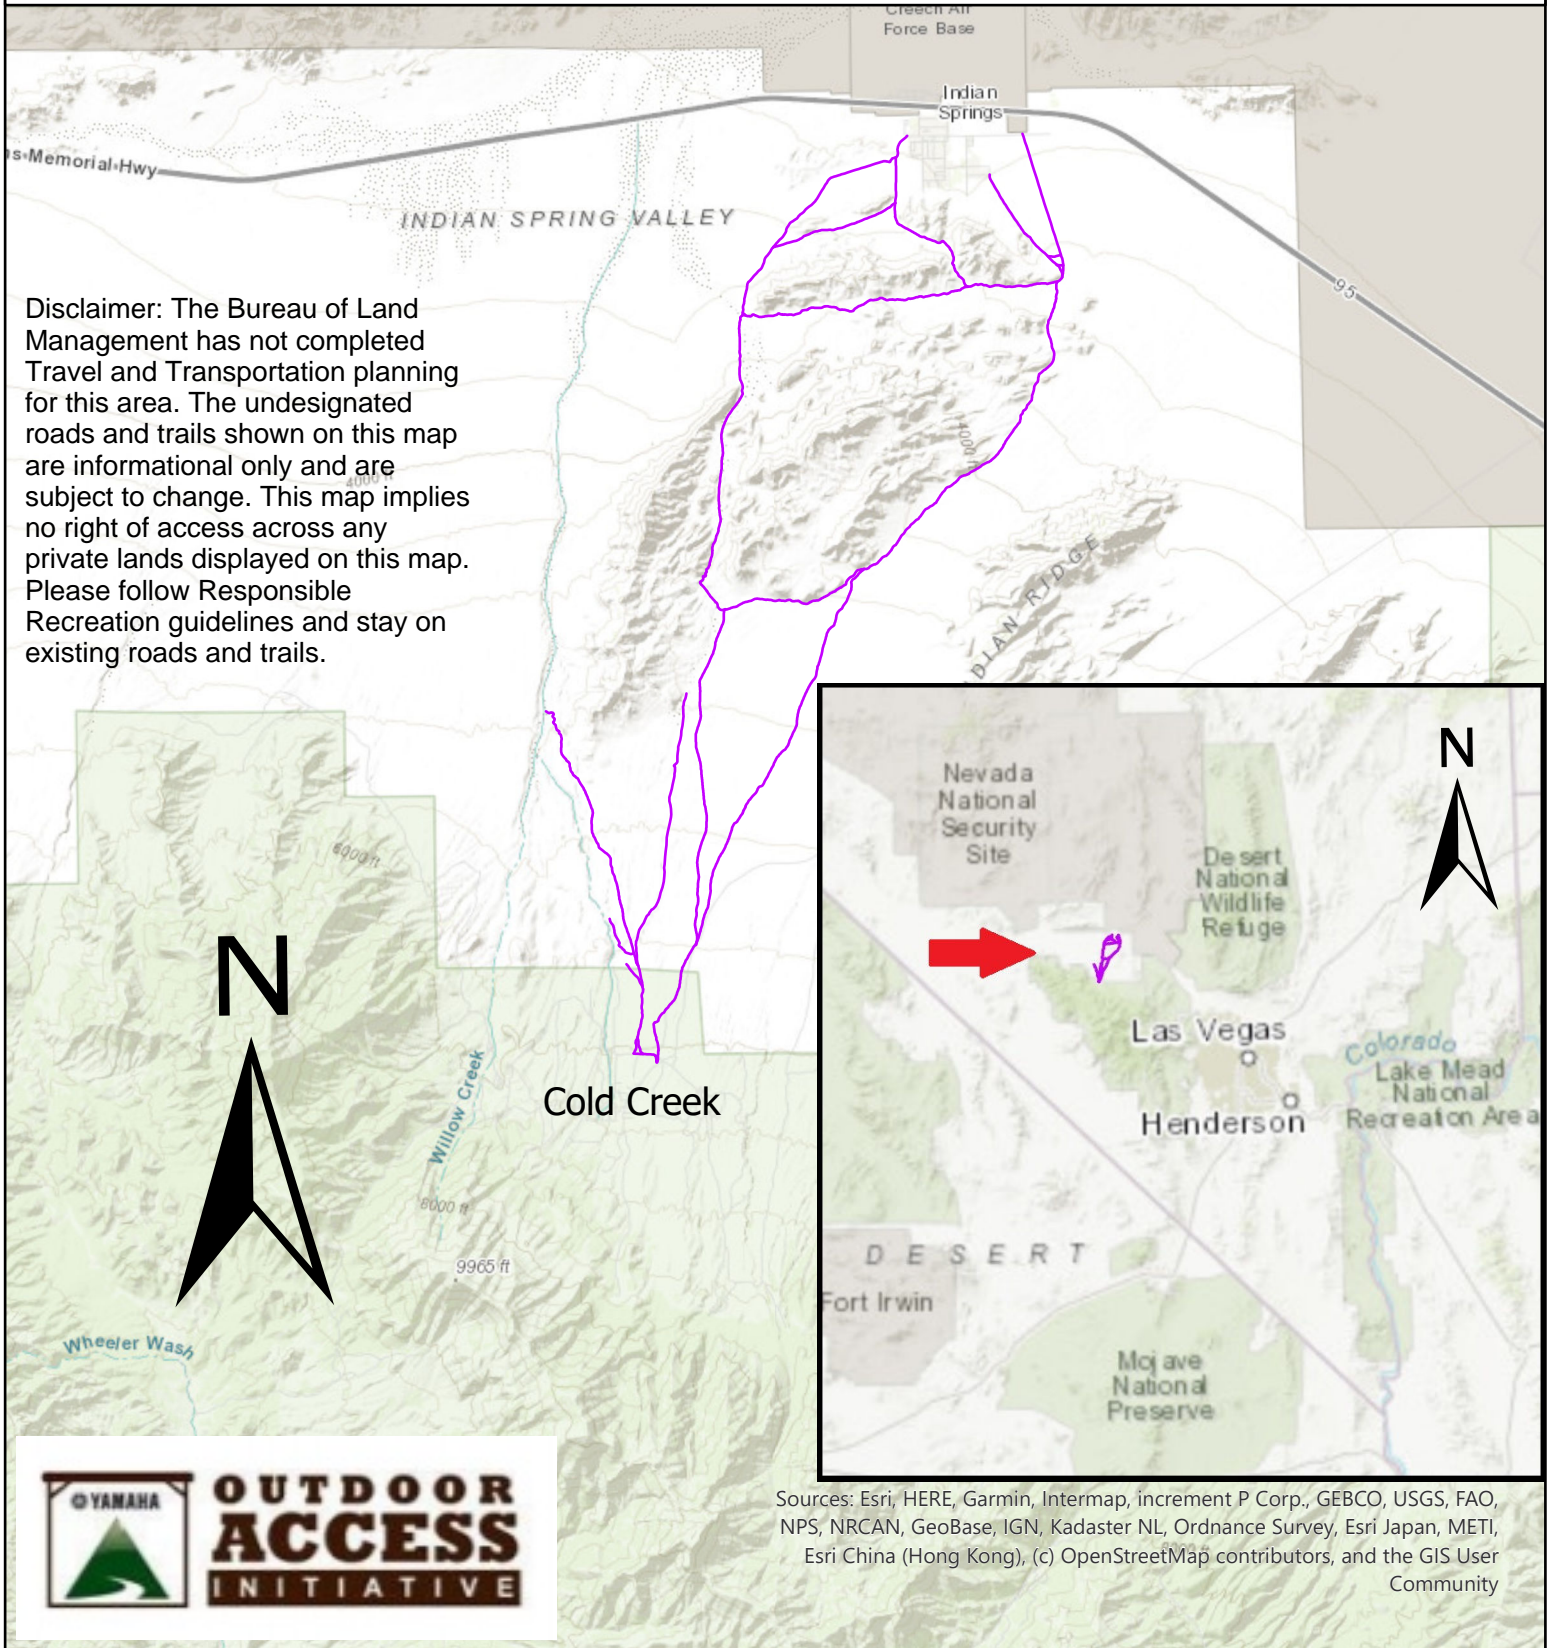 Creech Air
Force Base
Indian
Springs
ns Memorial Hwy
INDIAN SPRING VALLEY
95
Disclaimer: The Bureau of Land
Management has not completed
Travel and Transportation planning
for this area. The undesignated
roads and trails shown on this map
are informational only and are
subject to change. This map implies
no right of access across any
private lands displayed on this map.
Please follow Responsible
Recreation guidelines and stay on
existing roads and trails.
4000 ft
4000 ft
INDIAN RIDGE
6000 ft
N
Willow Creek
Cold Creek
8000 ft
9965 ft
Wheeler Wash
N
Nevada
National
Security
Site
Desert
National
Wildlife
Refuge
Las Vegas
Henderson
Colorado
Lake Mead
National
Recreation Area
DESERT
Fort Irwin
Mojave
National
Preserve
YAMAHA
OUTDOOR
ACCESS
INITIATIVE
Sources: Esri, HERE, Garmin, Intermap, increment P Corp., GEBCO, USGS, FAO,
NPS, NRCAN, GeoBase, IGN, Kadaster NL, Ordnance Survey, Esri Japan, METI,
Esri China (Hong Kong), (c) OpenStreetMap contributors, and the GIS User
Community